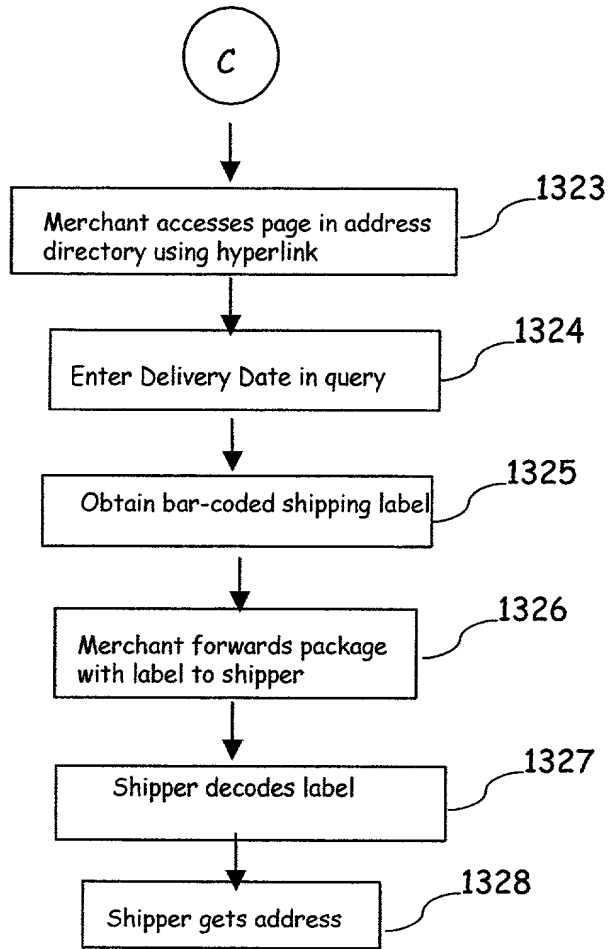 C
1323
Merchant accesses page in address
directory using hyperlink
1324
Enter Delivery Date in query
1325
Obtain bar-coded shipping label
1326
Merchant forwards package
with label to shipper
1327
Shipper decodes label
1328
Shipper gets address